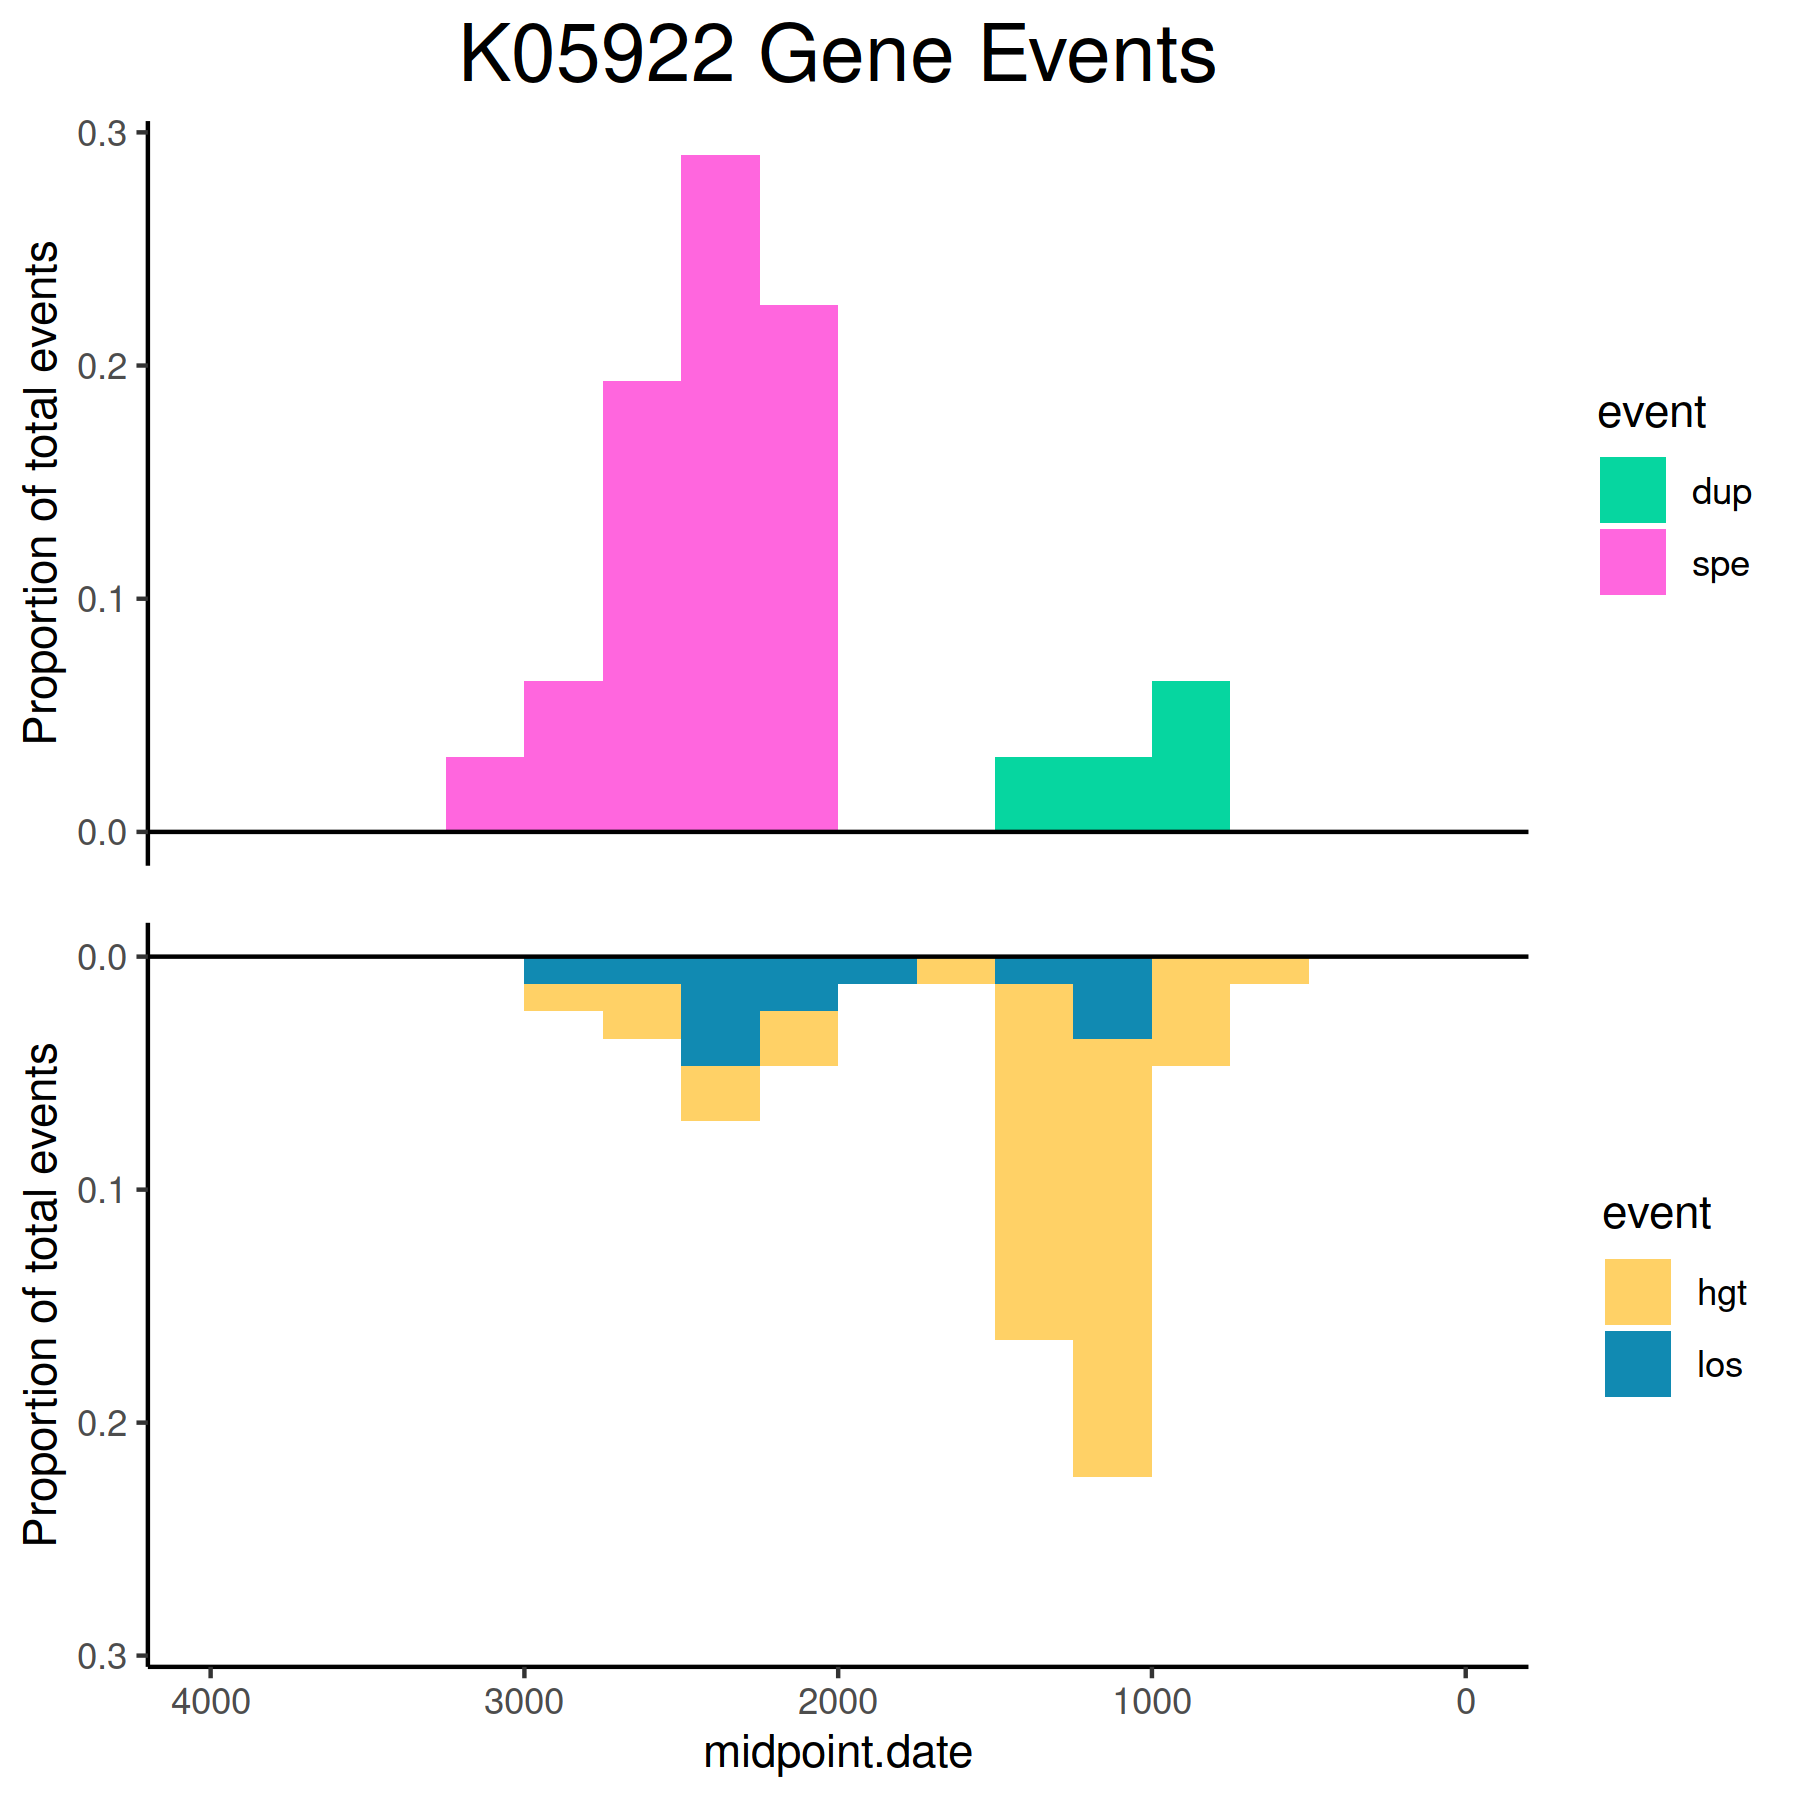 K05922 Gene Events
Proportion of total events
0.3
0.2
0.1
0.0
event
dup
spe
Proportion of total events
0.0
0.1
0.2
0.3
event
hgt
los
4000 3000 2000 1000 0
midpoint.date